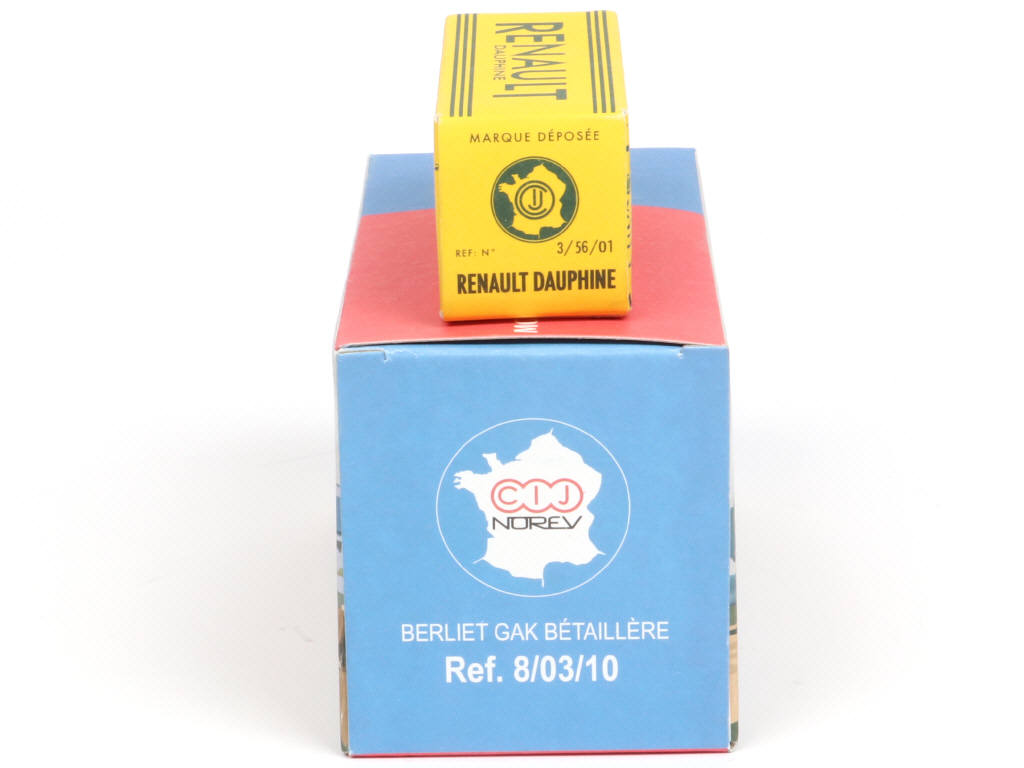 RENAULT
DAUPHINE
MARQUE DÉPOSÉE
CIJ
REF: N° 3/56/01
RENAULT DAUPHINE
CIJ
NOREV
BERLIET GAK BÉTAILLÈRE
Ref. 8/03/10